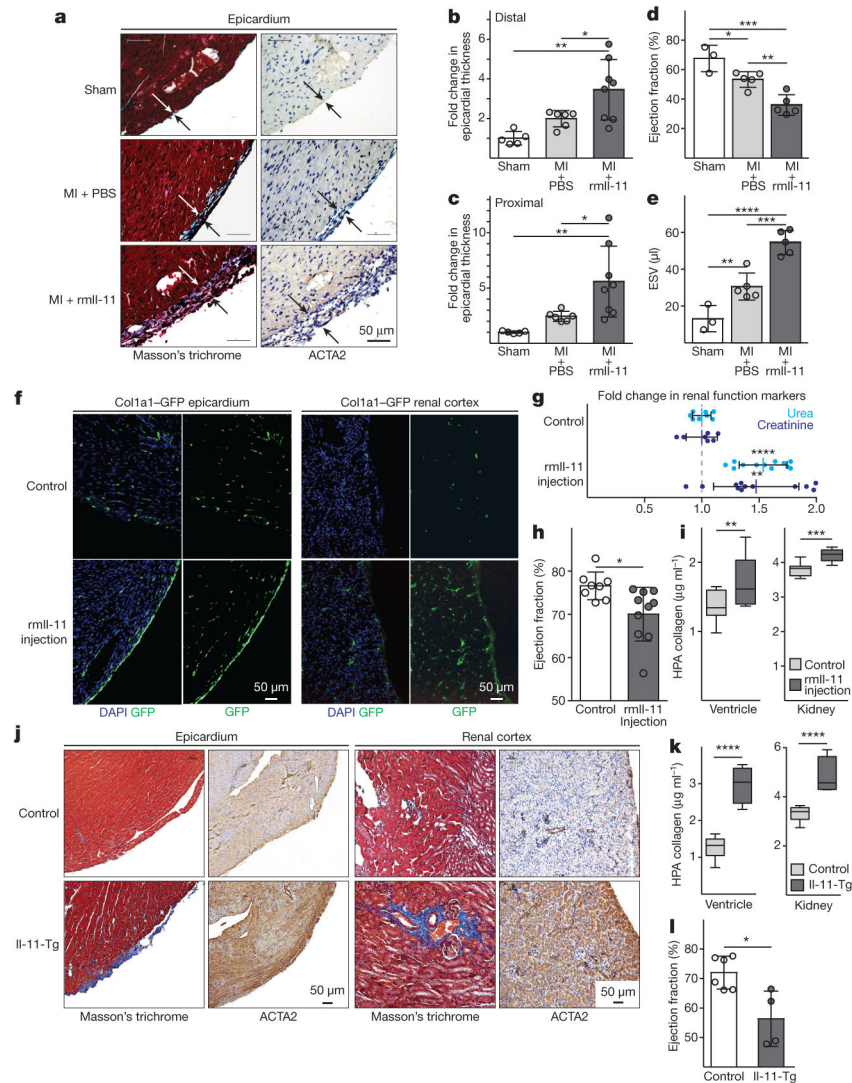 a
Epicardium
Sham
MI + PBS
MI + rmIl-11
50 µm
Masson's trichrome
ACTA2
b
Distal
Fold change in
epicardial thickness
6
4
2
*
**
Sham
MI
+
PBS
MI
+
rmIl-11
c
Proximal
Fold change in
epicardial thickness
10
5
*
**
Sham
MI
+
PBS
MI
+
rmIl-11
d
Ejection fraction (%)
80
60
40
20
***
*
**
Sham
MI
+
PBS
MI
+
rmIl-11
e
ESV (µl)
60
40
20
****
***
**
Sham
MI
+
PBS
MI
+
rmIl-11
f
Col1a1–GFP epicardium
Col1a1–GFP renal cortex
Control
rmIl-11
injection
50 µm
50 µm
DAPI GFP
GFP
DAPI GFP
GFP
g
Fold change in renal function markers
Control
Urea
Creatinine
rmIl-11
injection
****
**
0.5
1.0
1.5
2.0
h
Ejection fraction (%)
90
80
70
60
50
*
Control
rmIl-11
Injection
i
HPA collagen (µg ml⁻¹)
2
1
**
Ventricle
4
3
2
1
***
Control
rmIl-11
injection
Kidney
j
Epicardium
Renal cortex
Control
Il-11-Tg
50 µm
50 µm
Masson's trichrome
ACTA2
Masson's trichrome
ACTA2
k
HPA collagen (µg ml⁻¹)
4
3
2
1
0
****
Ventricle
6
4
2
0
****
Control
Il-11-Tg
Kidney
l
Ejection fraction (%)
80
70
60
50
40
*
Control
Il-11-Tg